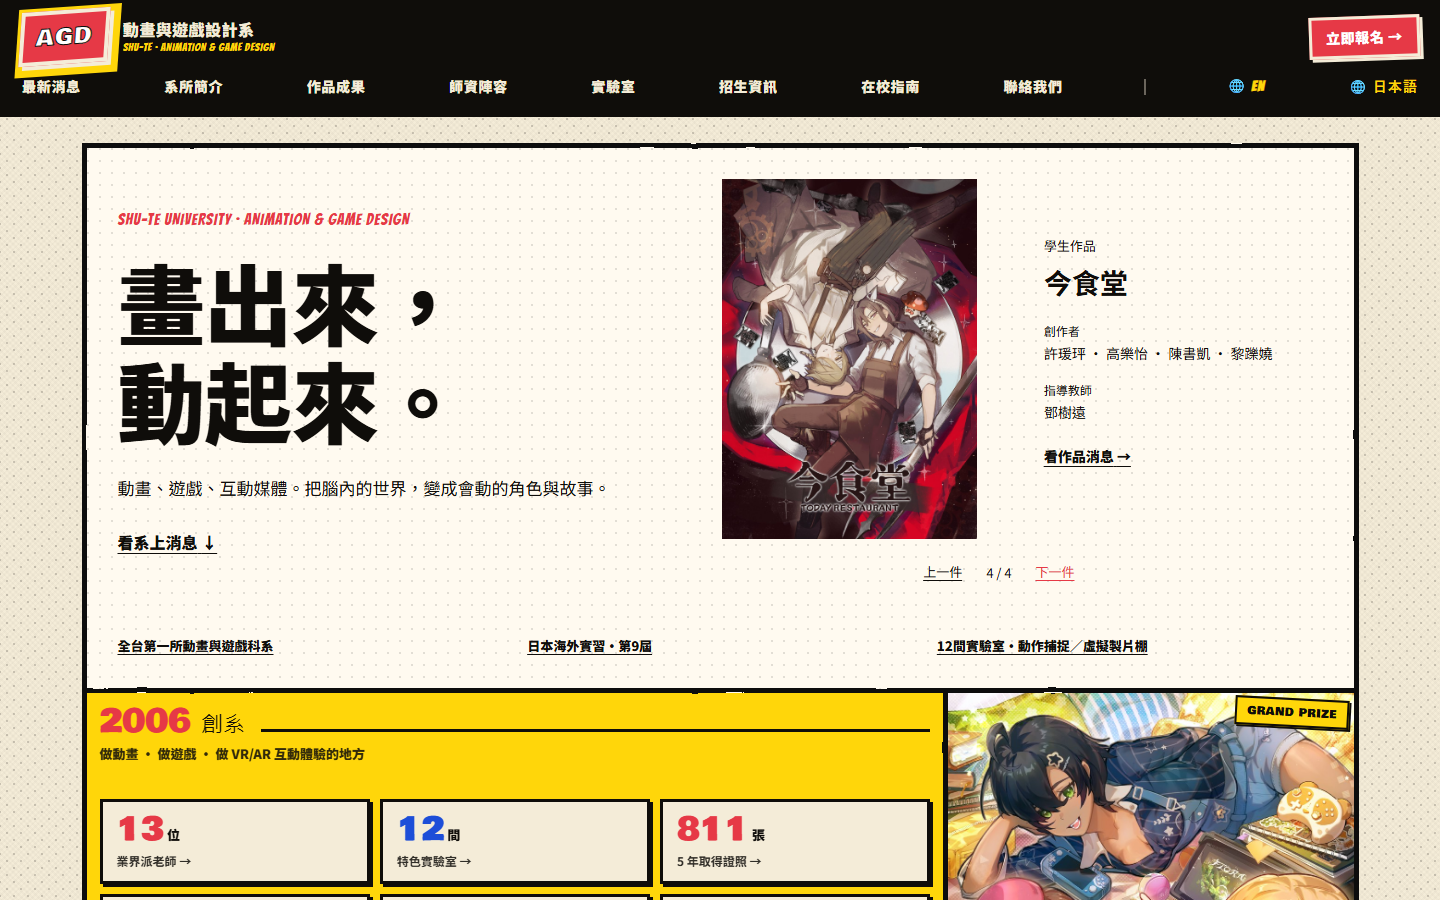 AGD
動畫與遊戲設計系
SHU-TE · ANIMATION & GAME DESIGN
立即報名 →
最新消息 系所簡介 作品成果 師資陣容 實驗室 招生資訊 在校指南 聯絡我們 | EN 日本語
SHU-TE UNIVERSITY · ANIMATION & GAME DESIGN
畫出來，
動起來。
動畫、遊戲、互動媒體。把腦內的世界，變成會動的角色與故事。
看系上消息 ↓
今食堂
TODAY RESTAURANT
學生作品
今食堂
創作者
許瑗玶 · 高樂怡 · 陳書凱 · 黎躒嬈
指導教師
鄧樹遠
看作品消息 →
上一件 4 / 4 下一件
全台第一所動畫與遊戲科系
日本海外實習・第9屆
12間實驗室・動作捕捉／虛擬製片棚
2006 創系
做動畫 · 做遊戲 · 做 VR/AR 互動體驗的地方
13 位
業界派老師 →
12 間
特色實驗室 →
811 張
5 年取得證照 →
GRAND PRIZE